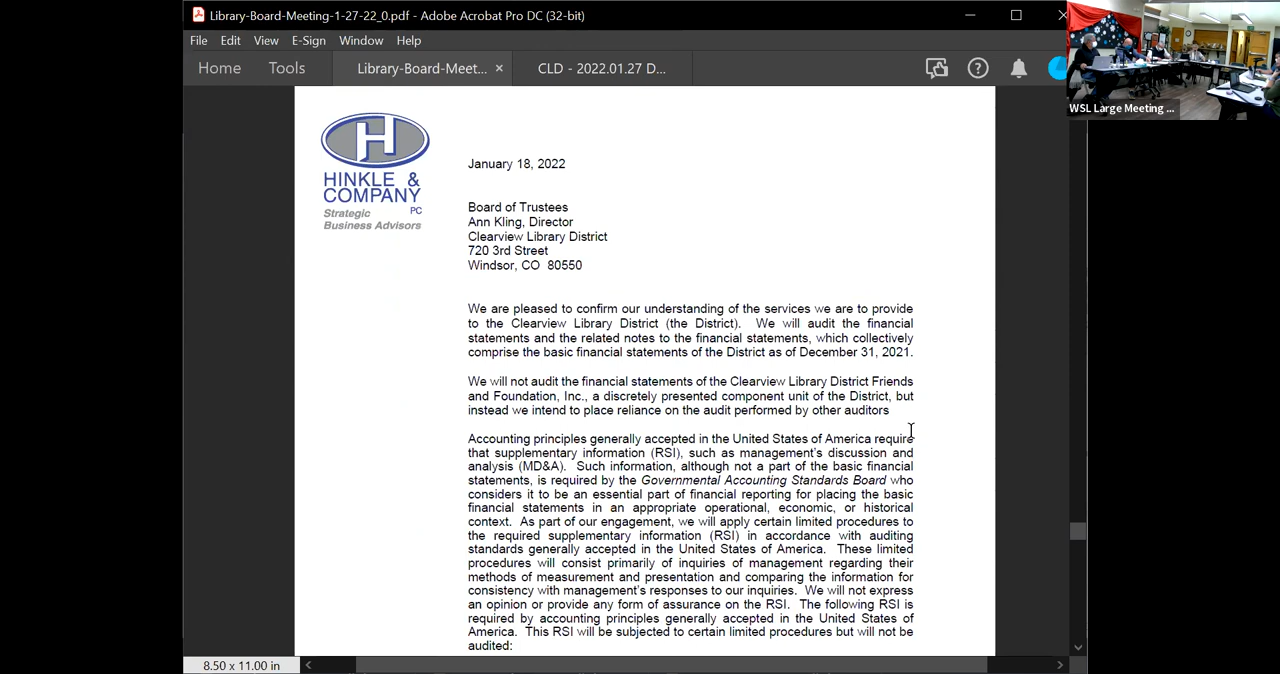 Library-Board-Meeting-1-27-22_0.pdf - Adobe Acrobat Pro DC (32-bit)
File Edit View E-Sign Window Help
Home Tools Library-Board-Meet... × CLD - 2022.01.27 D...
WSL Large Meeting ...
H
HINKLE &
COMPANY
PC
Strategic
Business Advisors
January 18, 2022
Board of Trustees
Ann Kling, Director
Clearview Library District
720 3rd Street
Windsor, CO 80550
We are pleased to confirm our understanding of the services we are to provide
to the Clearview Library District (the District). We will audit the financial
statements and the related notes to the financial statements, which collectively
comprise the basic financial statements of the District as of December 31, 2021.
We will not audit the financial statements of the Clearview Library District Friends
and Foundation, Inc., a discretely presented component unit of the District, but
instead we intend to place reliance on the audit performed by other auditors
Accounting principles generally accepted in the United States of America require
that supplementary information (RSI), such as management's discussion and
analysis (MD&A). Such information, although not a part of the basic financial
statements, is required by the Governmental Accounting Standards Board who
considers it to be an essential part of financial reporting for placing the basic
financial statements in an appropriate operational, economic, or historical
context. As part of our engagement, we will apply certain limited procedures to
the required supplementary information (RSI) in accordance with auditing
standards generally accepted in the United States of America. These limited
procedures will consist primarily of inquiries of management regarding their
methods of measurement and presentation and comparing the information for
consistency with management's responses to our inquiries. We will not express
an opinion or provide any form of assurance on the RSI. The following RSI is
required by accounting principles generally accepted in the United States of
America. This RSI will be subjected to certain limited procedures but will not be
audited:
8.50 x 11.00 in